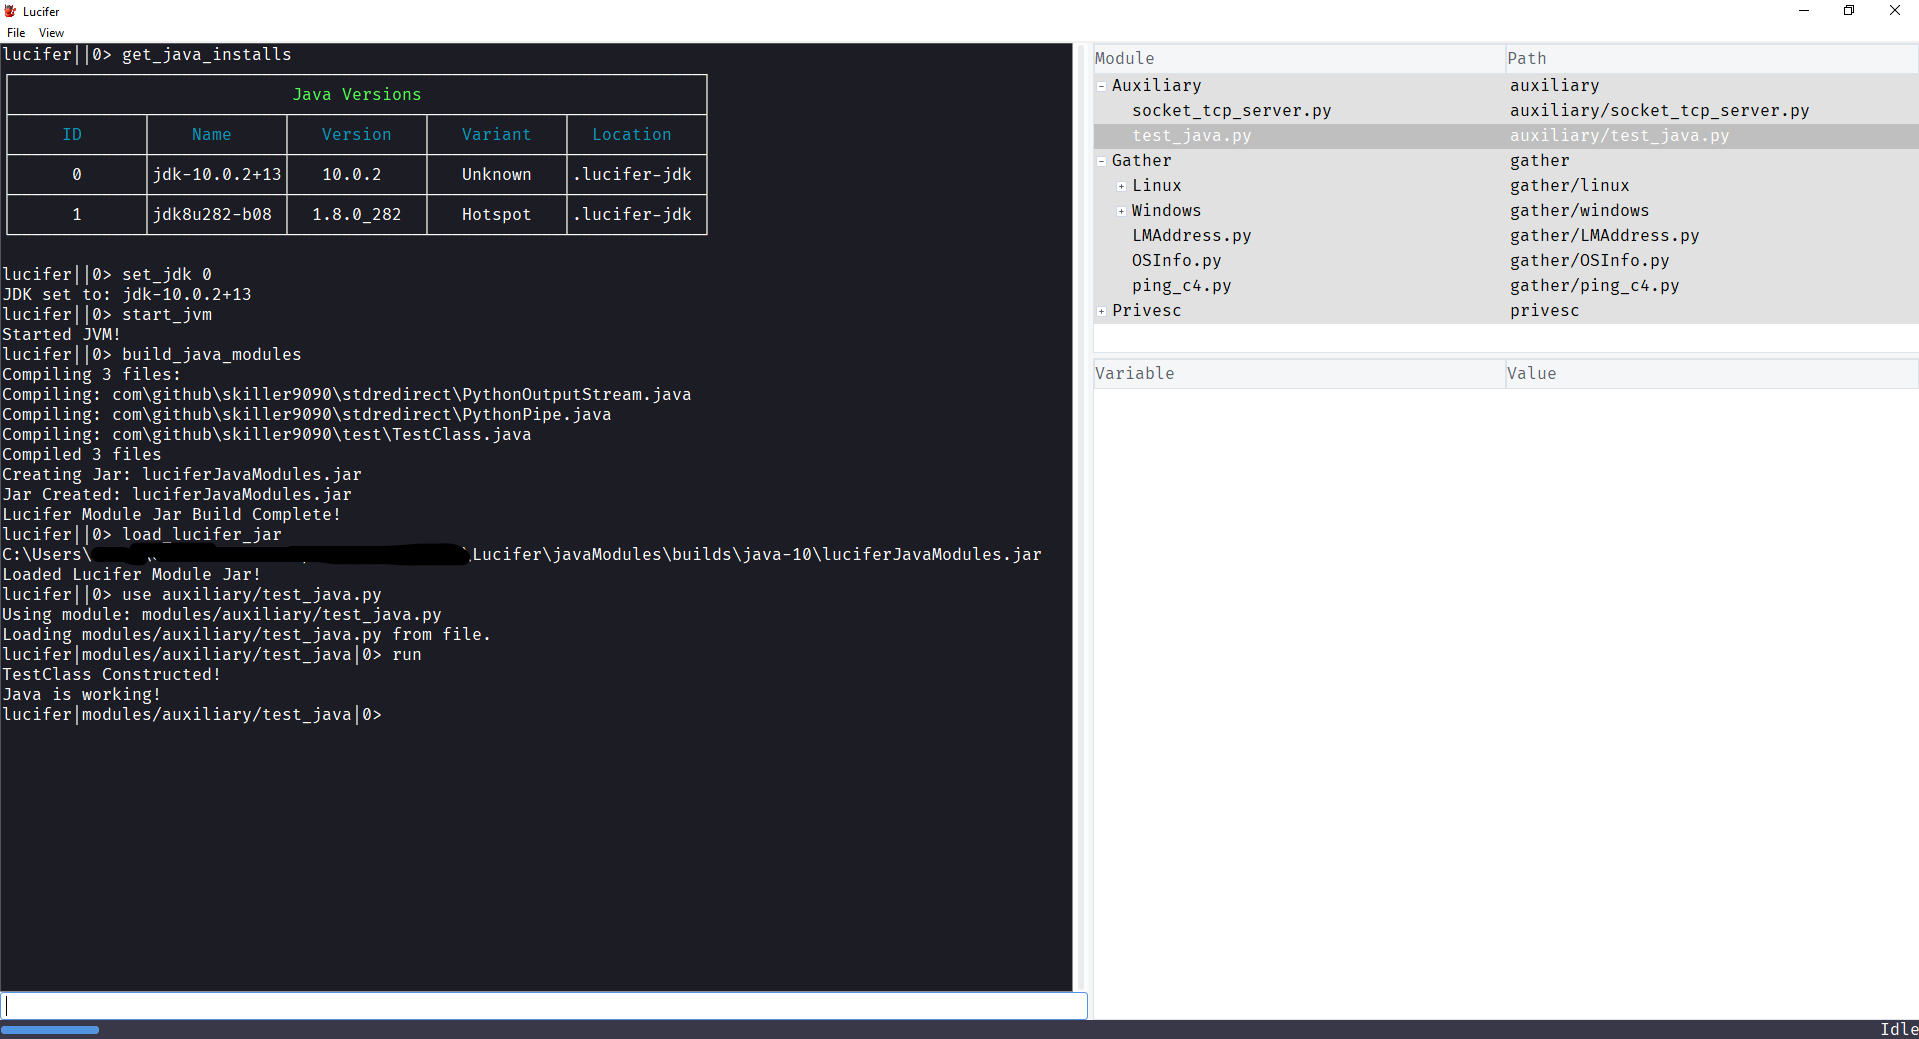 Lucifer
File View
lucifer||0> get_java_installs
Java Versions
ID Name Version Variant Location
0 jdk-10.0.2+13 10.0.2 Unknown .lucifer-jdk
1 jdk8u282-b08 1.8.0_282 Hotspot .lucifer-jdk
lucifer||0> set_jdk 0
JDK set to: jdk-10.0.2+13
lucifer||0> start_jvm
Started JVM!
lucifer||0> build_java_modules
Compiling 3 files:
Compiling: com\github\skiller9090\stdredirect\PythonOutputStream.java
Compiling: com\github\skiller9090\stdredirect\PythonPipe.java
Compiling: com\github\skiller9090\test\TestClass.java
Compiled 3 files
Creating Jar: luciferJavaModules.jar
Jar Created: luciferJavaModules.jar
Lucifer Module Jar Build Complete!
lucifer||0> load_lucifer_jar
C:\Users\ \Lucifer\javaModules\builds\java-10\luciferJavaModules.jar
Loaded Lucifer Module Jar!
lucifer||0> use auxiliary/test_java.py
Using module: modules/auxiliary/test_java.py
Loading modules/auxiliary/test_java.py from file.
lucifer|modules/auxiliary/test_java|0> run
TestClass Constructed!
Java is working!
lucifer|modules/auxiliary/test_java|0>
Module Path
Auxiliary auxiliary
socket_tcp_server.py auxiliary/socket_tcp_server.py
test_java.py auxiliary/test_java.py
Gather gather
Linux gather/linux
Windows gather/windows
LMAddress.py gather/LMAddress.py
OSInfo.py gather/OSInfo.py
ping_c4.py gather/ping_c4.py
Privesc privesc
Variable Value
Idle